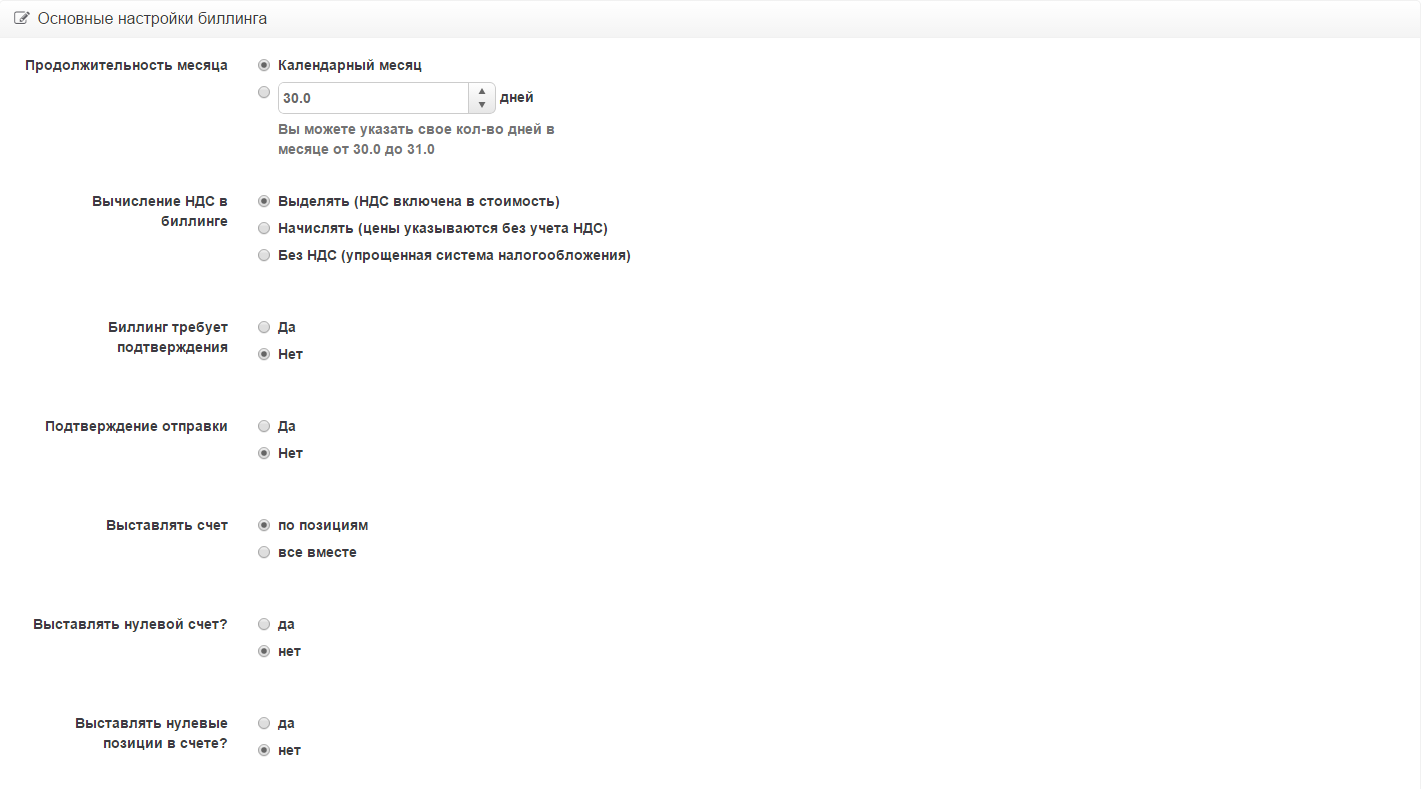 Основные настройки биллинга
Продолжительность месяца
Календарный месяц
30.0 дней
Вы можете указать свое кол-во дней в
месяце от 30.0 до 31.0
Вычисление НДС в
биллинге
Выделять (НДС включена в стоимость)
Начислять (цены указываются без учета НДС)
Без НДС (упрощенная система налогообложения)
Биллинг требует
подтверждения
Да
Нет
Подтверждение отправки
Да
Нет
Выставлять счет
по позициям
все вместе
Выставлять нулевой счет?
да
нет
Выставлять нулевые
позиции в счете?
да
нет